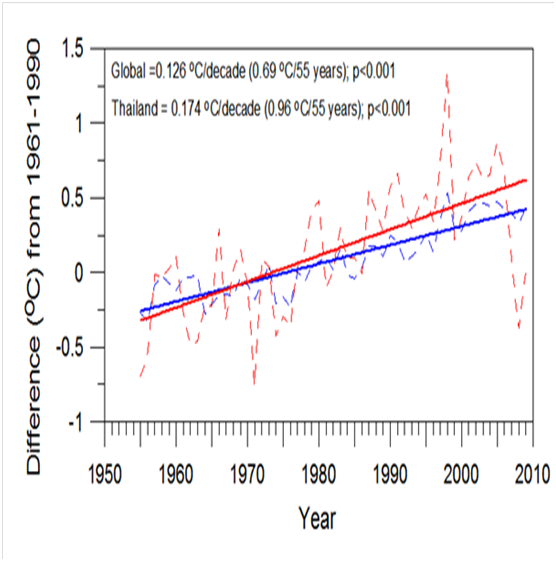 1.5
Global =0.126 ºC/decade (0.69 ºC/55 years); p<0.001
Thailand = 0.174 ºC/decade (0.96 ºC/55 years); p<0.001
1
0.5
0
-0.5
-1
Difference (ºC) from 1961-1990
1950 1960 1970 1980 1990 2000 2010
Year